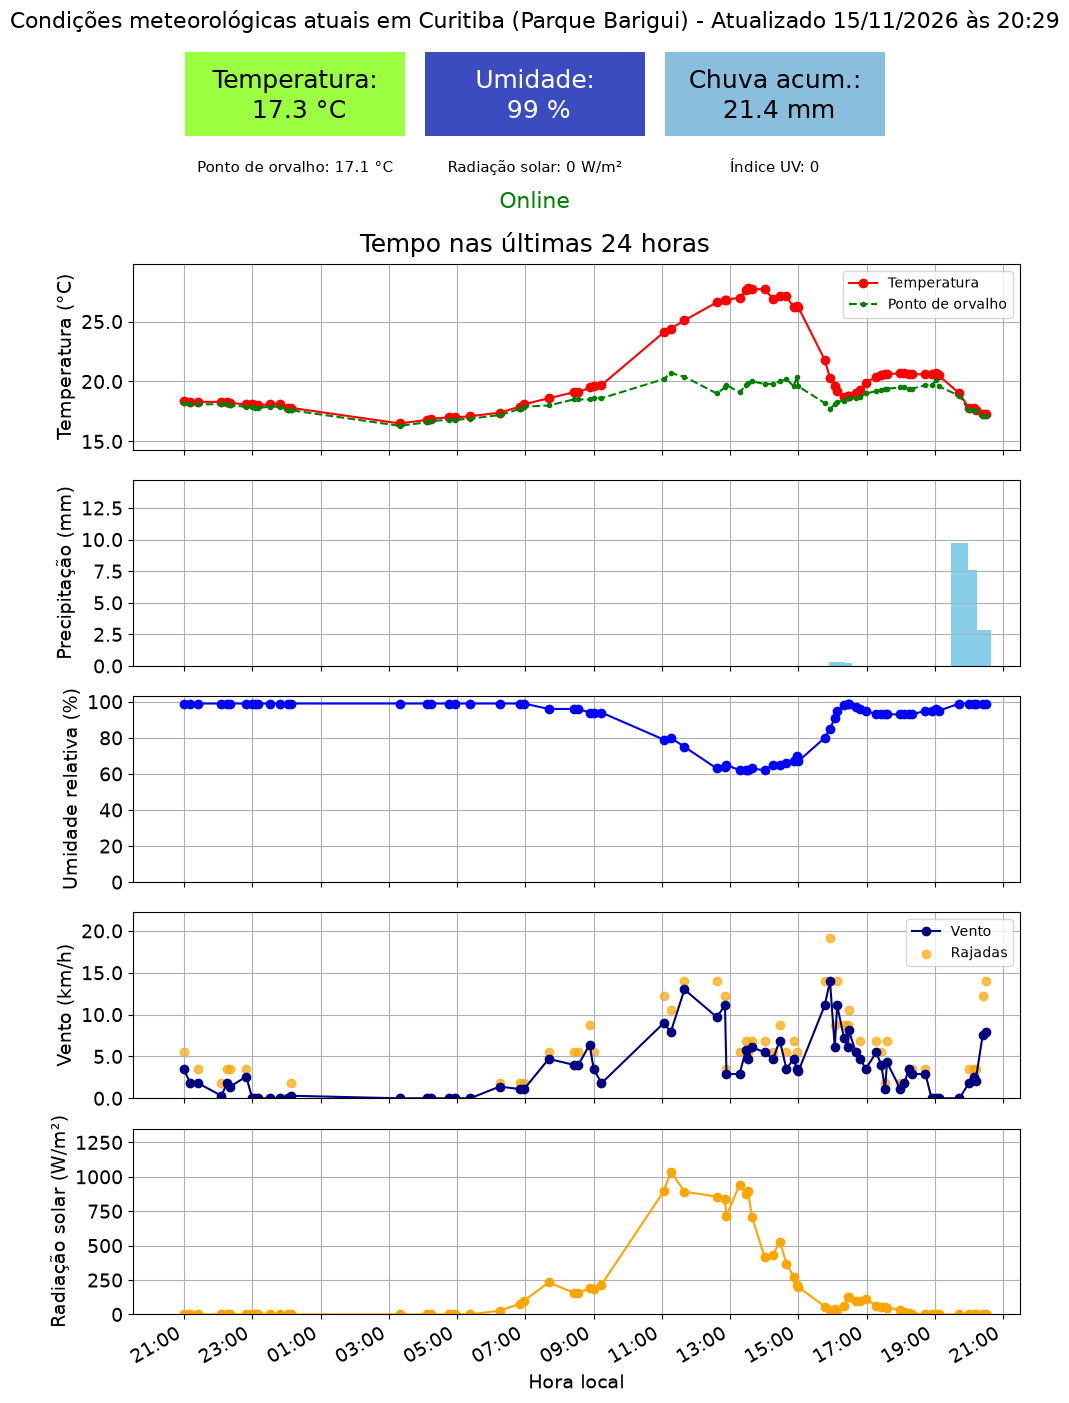 Condições meteorológicas atuais em Curitiba (Parque Barigui) - Atualizado 15/11/2026 às 20:29
Temperatura:
17.3 °C
Umidade:
99 %
Chuva acum.:
21.4 mm
Ponto de orvalho: 17.1 °C
Radiação solar: 0 W/m²
Índice UV: 0
Online
Tempo nas últimas 24 horas
Temperatura (°C)
25.0
20.0
15.0
Temperatura
Ponto de orvalho
Precipitação (mm)
12.5
10.0
7.5
5.0
2.5
0.0
Umidade relativa (%)
100
80
60
40
20
0
Vento (km/h)
20.0
15.0
10.0
5.0
0.0
Vento
Rajadas
Radiação solar (W/m²)
1250
1000
750
500
250
0
21:00
23:00
01:00
03:00
05:00
07:00
09:00
11:00
13:00
15:00
17:00
19:00
21:00
Hora local